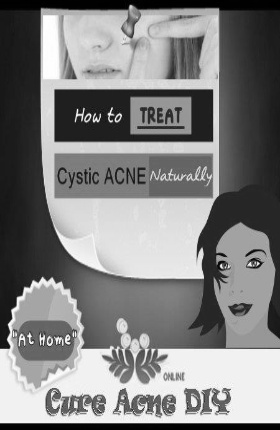 How to TREAT
Cystic ACNE Naturally
"At Home"
ONLINE
Cure Acne DIY